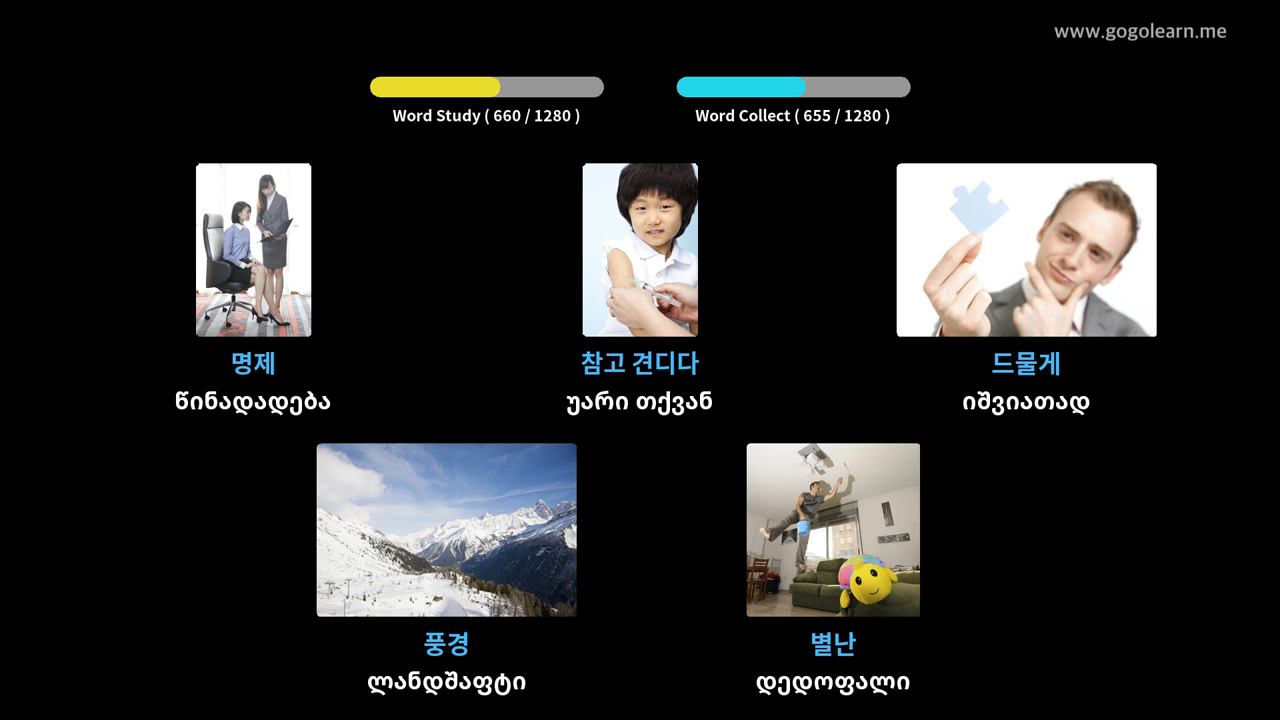 www.gogolearn.me
Word Study ( 660 / 1280 )
Word Collect ( 655 / 1280 )
명제
წინადადება
참고 견디다
უარი თქვან
드물게
იშვიათად
풍경
ლანდშაფტი
별난
დედოფალი